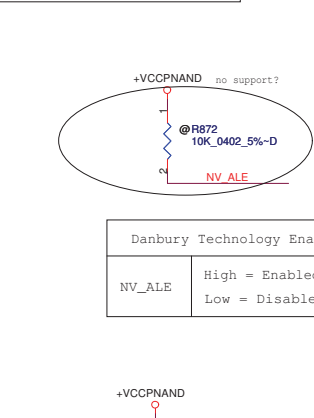 +VCCPNAND no support?
1
@R872
10K_0402_5%~D
2
NV_ALE
Danbury Technology Ena
NV_ALE
High = Enabled
Low = Disable
+VCCPNAND